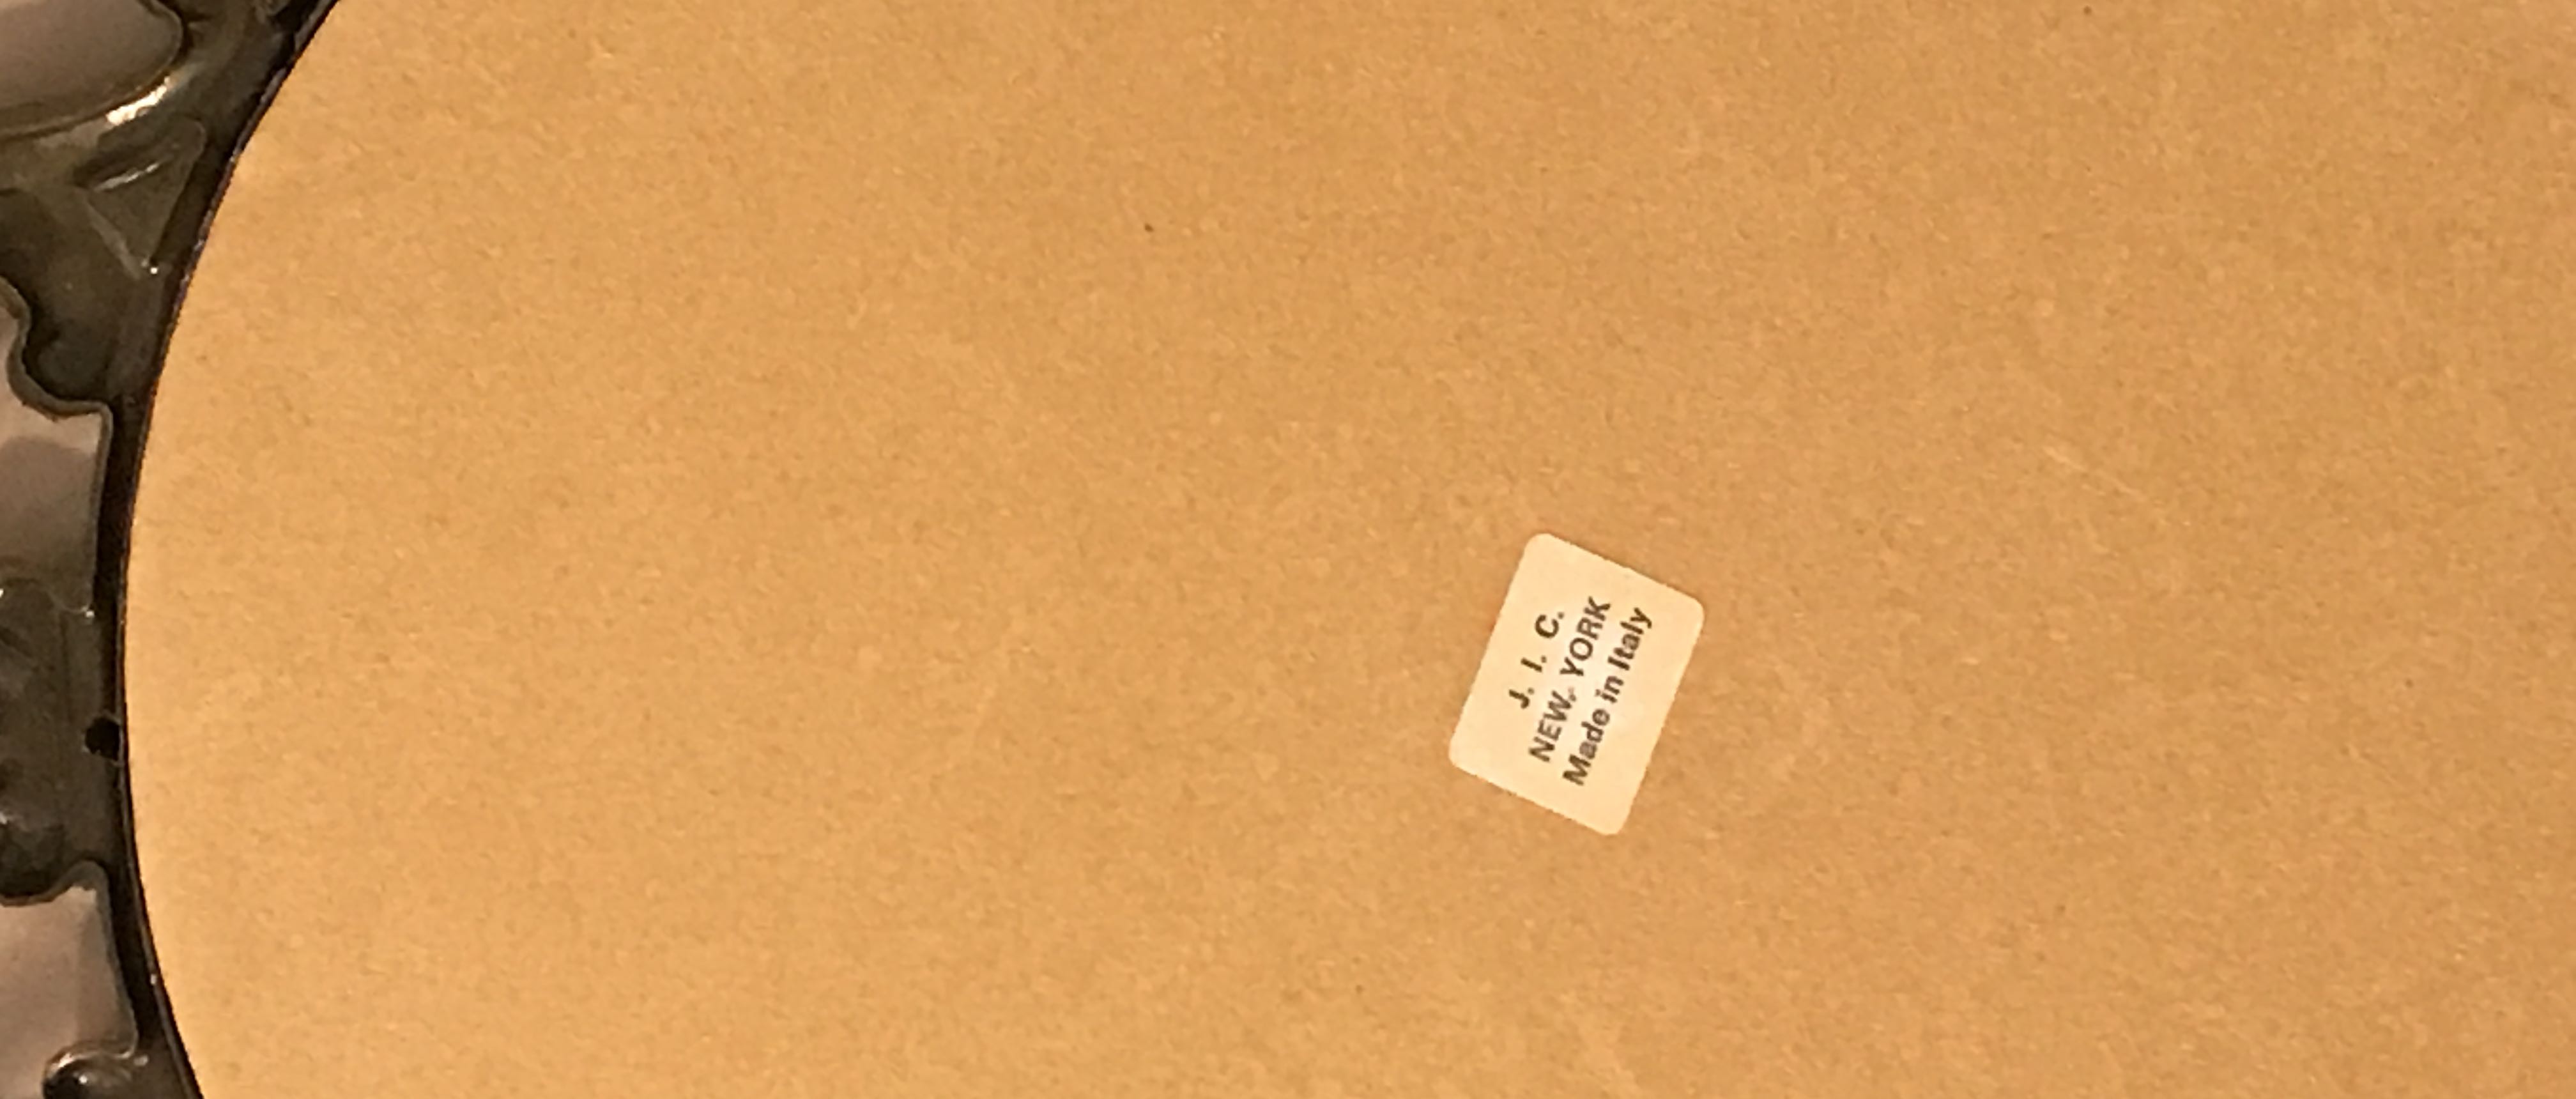 J. I. C.
NEW. YORK
Made in Italy